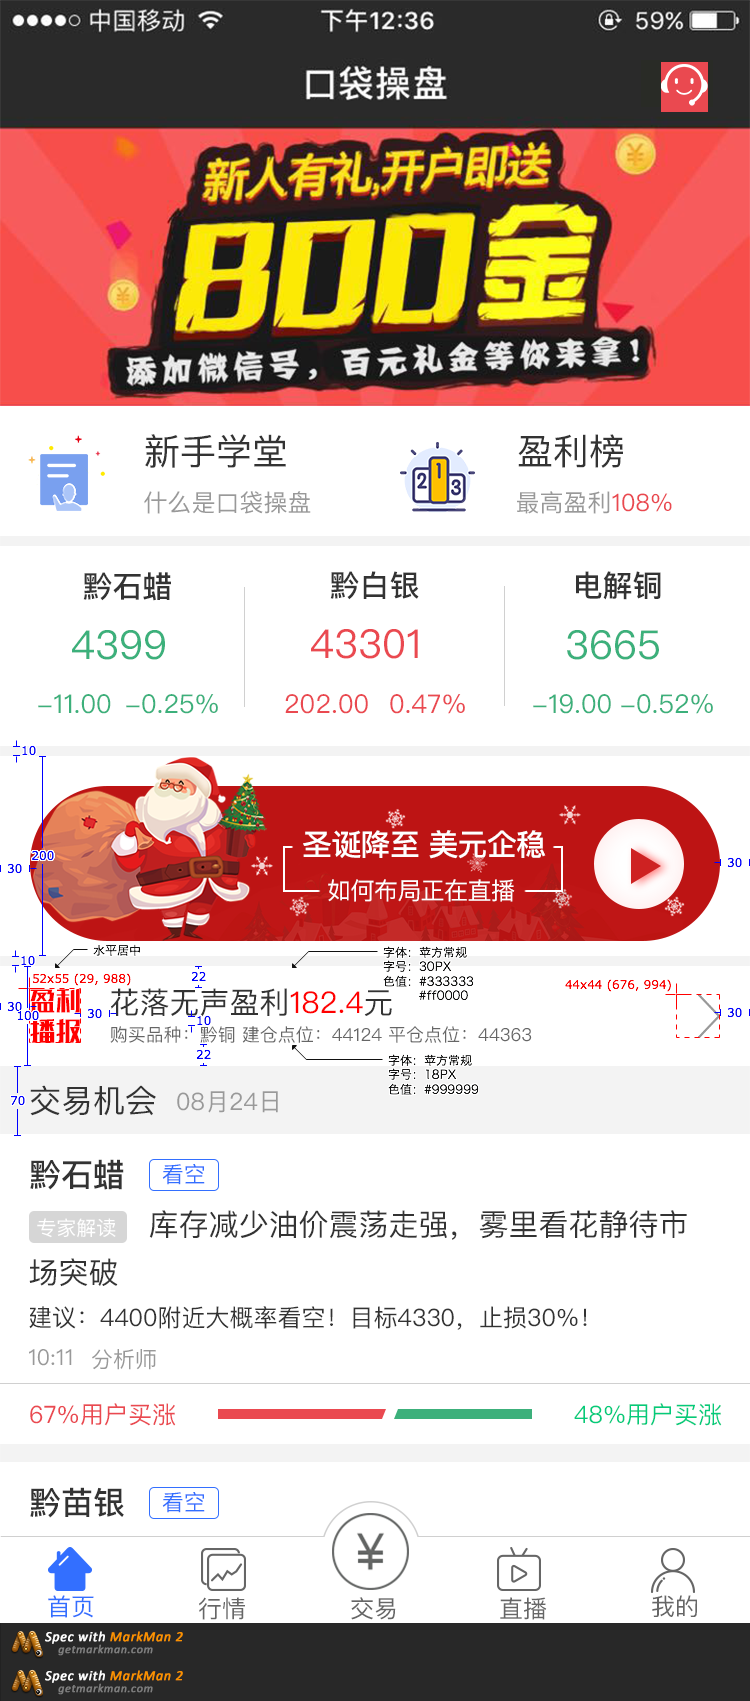 中国移动 下午12:36 59%
口袋操盘
新人有礼,开户即送
800金
添加微信号，百元礼金等你来拿！
新手学堂
什么是口袋操盘
盈利榜
最高盈利108%
1
2 3
黔石蜡 黔白银 电解铜
4399 43301 3665
-11.00 -0.25% 202.00 0.47% -19.00 -0.52%
10
200
30
30
圣诞降至 美元企稳
如何布局正在直播
10
水平居中
字体：苹方常规
字号：30PX
色值：#333333
#ff0000
52x55 (29, 988)
22
44x44 (676, 994)
30
100
30
30
盈利
播报
花落无声盈利182.4元
10
购买品种：黔铜 建仓点位：44124 平仓点位：44363
22
字体：苹方常规
字号：18PX
色值：#999999
70
交易机会 08月24日
黔石蜡 看空
专家解读 库存减少油价震荡走强，雾里看花静待市
场突破
建议：4400附近大概率看空！目标4330，止损30%！
10:11 分析师
67%用户买涨 48%用户买涨
黔苗银 看空
¥
首页 行情 交易 直播 我的
Spec with MarkMan 2
getmarkman.com
Spec with MarkMan 2
getmarkman.com